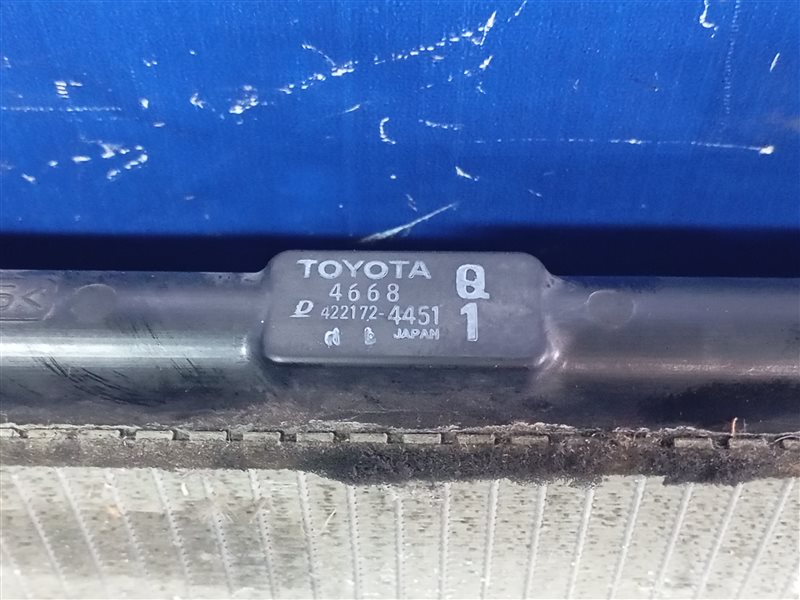 TOYOTA Q
4668
D 422172-4451 1
d t JAPAN